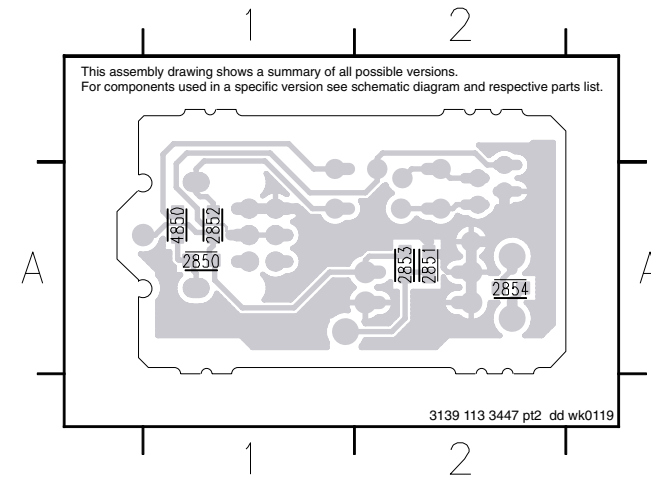 1 2
This assembly drawing shows a summary of all possible versions.
For components used in a specific version see schematic diagram and respective parts list.
4850 2852
2850
2853 2851
2854
A A
3139 113 3447 pt2 dd wk0119
1 2